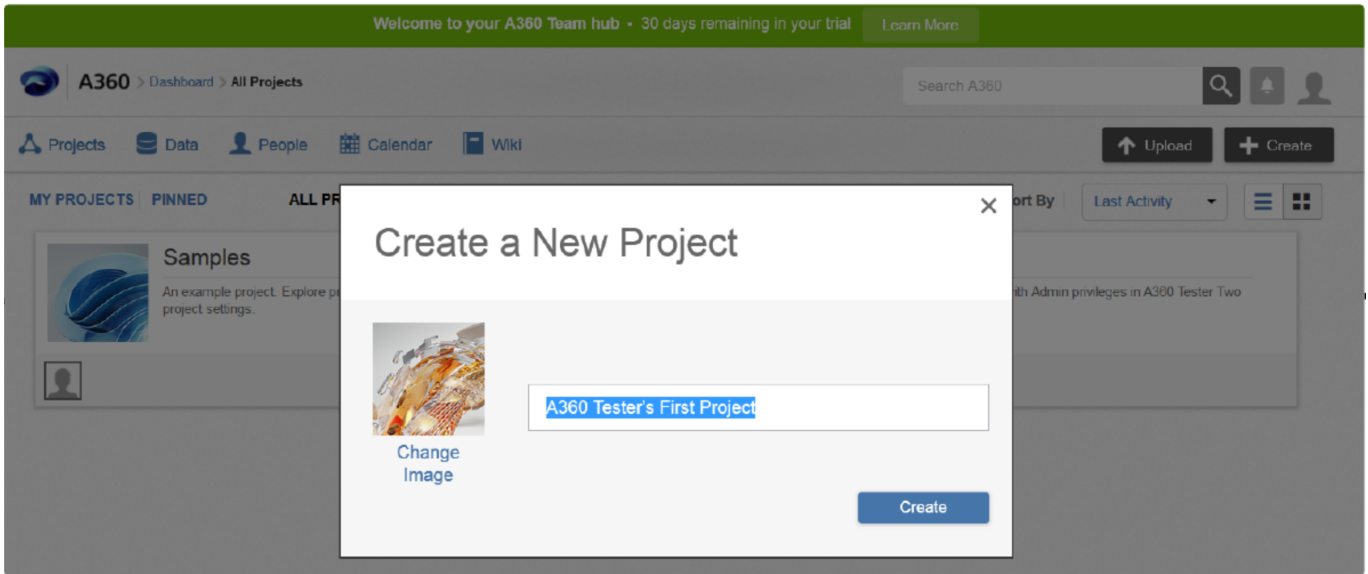 Welcome to your A360 Team hub • 30 days remaining in your trial Learn More
A360 > Dashboard > All Projects Search A360
Projects Data People Calendar Wiki Upload Create
MY PROJECTS PINNED ALL PR ort By Last Activity
Create a New Project
Samples
An example project. Explore pr ith Admin privileges in A360 Tester Two
project settings.
A360 Tester's First Project
Change
Image
Create